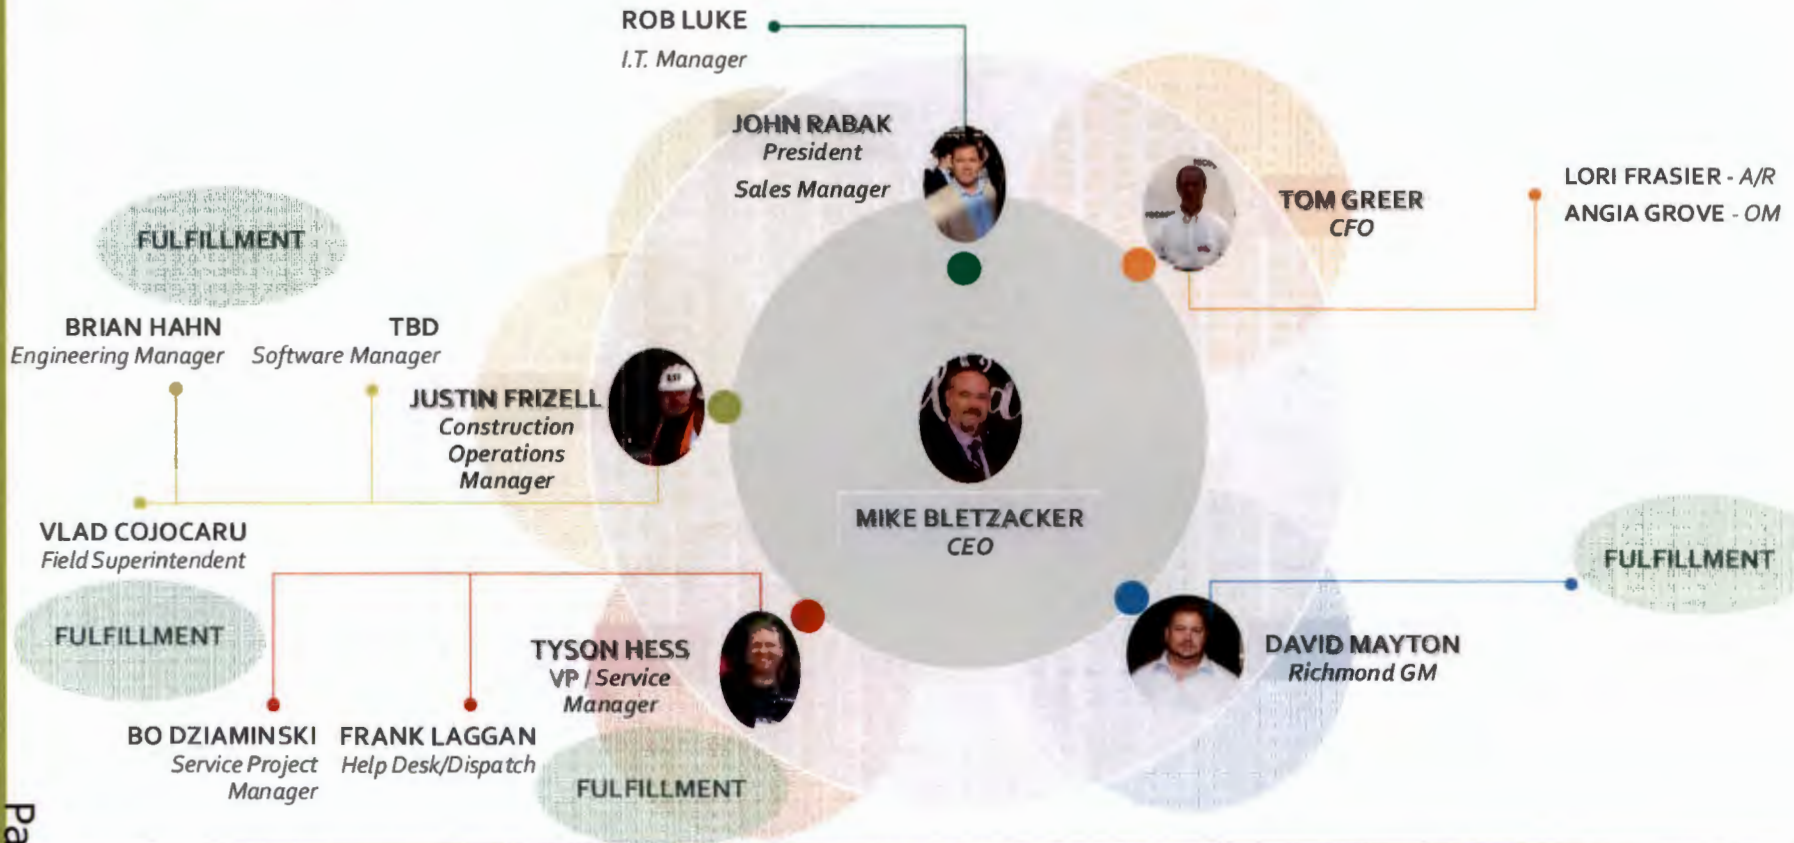 ROB LUKE
I.T. Manager
JOHN RABAK
President
Sales Manager
TOM GREER
CFO
LORI FRASIER - A/R
ANGIA GROVE - OM
FULFILLMENT
BRIAN HAHN
Engineering Manager
TBD
Software Manager
JUSTIN FRIZELL
Construction
Operations
Manager
VLAD COJOCARU
Field Superintendent
MIKE BLETZACKER
CEO
FULFILLMENT
FULFILLMENT
TYSON HESS
VP / Service
Manager
DAVID MAYTON
Richmond GM
BO DZIAMINSKI
Service Project
Manager
FRANK LAGGAN
Help Desk/Dispatch
FULFILLMENT
Pa